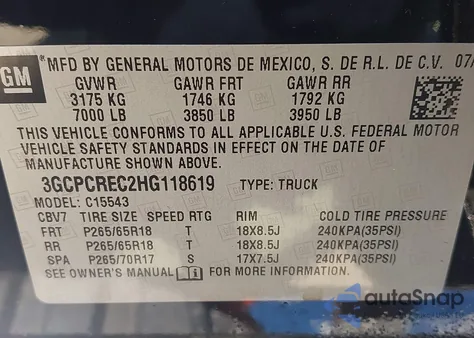 GM
MFD BY GENERAL MOTORS DE MEXICO, S. DE R.L. DE C.V. 07/
GVWR GAWR FRT GAWR RR
3175 KG 1746 KG 1792 KG
7000 LB 3850 LB 3950 LB
THIS VEHICLE CONFORMS TO ALL APPLICABLE U.S. FEDERAL MOTOR
VEHICLE SAFETY STANDARDS IN EFFECT ON THE DATE OF
MANUFACTURE SHOWN ABOVE.
3GCPCREC2HG118619 TYPE: TRUCK
MODEL: C15543
CBV7 TIRE SIZE SPEED RTG RIM COLD TIRE PRESSURE
FRT P265/65R18 T 18X8.5J 240KPA(35PSI)
RR P265/65R18 T 18X8.5J 240KPA(35PSI)
SPA P265/70R17 S 17X7.5J 240KPA(35PSI)
SEE OWNER'S MANUAL FOR MORE INFORMATION.
autoSnap